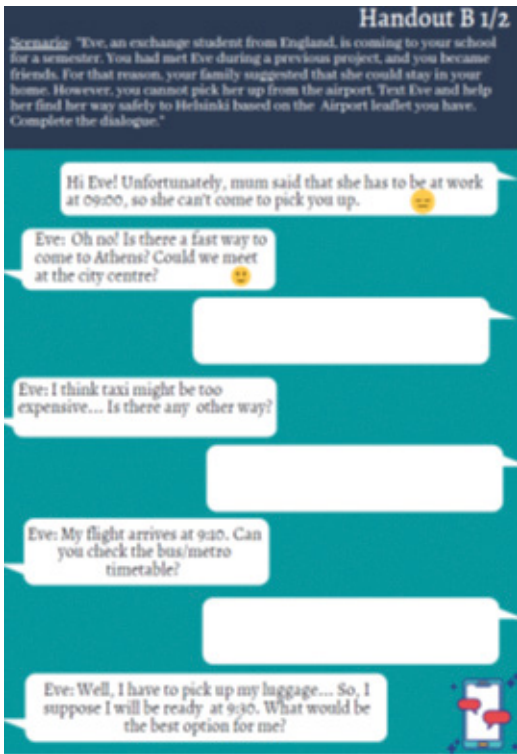 Handout B 1/2
Scenario: "Eve, an exchange student from England, is coming to your school
for a semester. You had met Eve during a previous project, and you became
friends. For that reason, your family suggested that she could stay in your
home. However, you cannot pick her up from the airport. Text Eve and help
her find her way safely to Helsinki based on the Airport leaflet you have.
Complete the dialogue."
Hi Eve! Unfortunately, mum said that she has to be at work
at 09:00, so she can't come to pick you up.
Eve: Oh no! Is there a fast way to
come to Athens? Could we meet
at the city centre?
Eve: I think taxi might be too
expensive... Is there any other way?
Eve: My flight arrives at 9:10. Can
you check the bus/metro
timetable?
Eve: Well, I have to pick up my luggage... So, I
suppose I will be ready at 9:30. What would be
the best option for me?